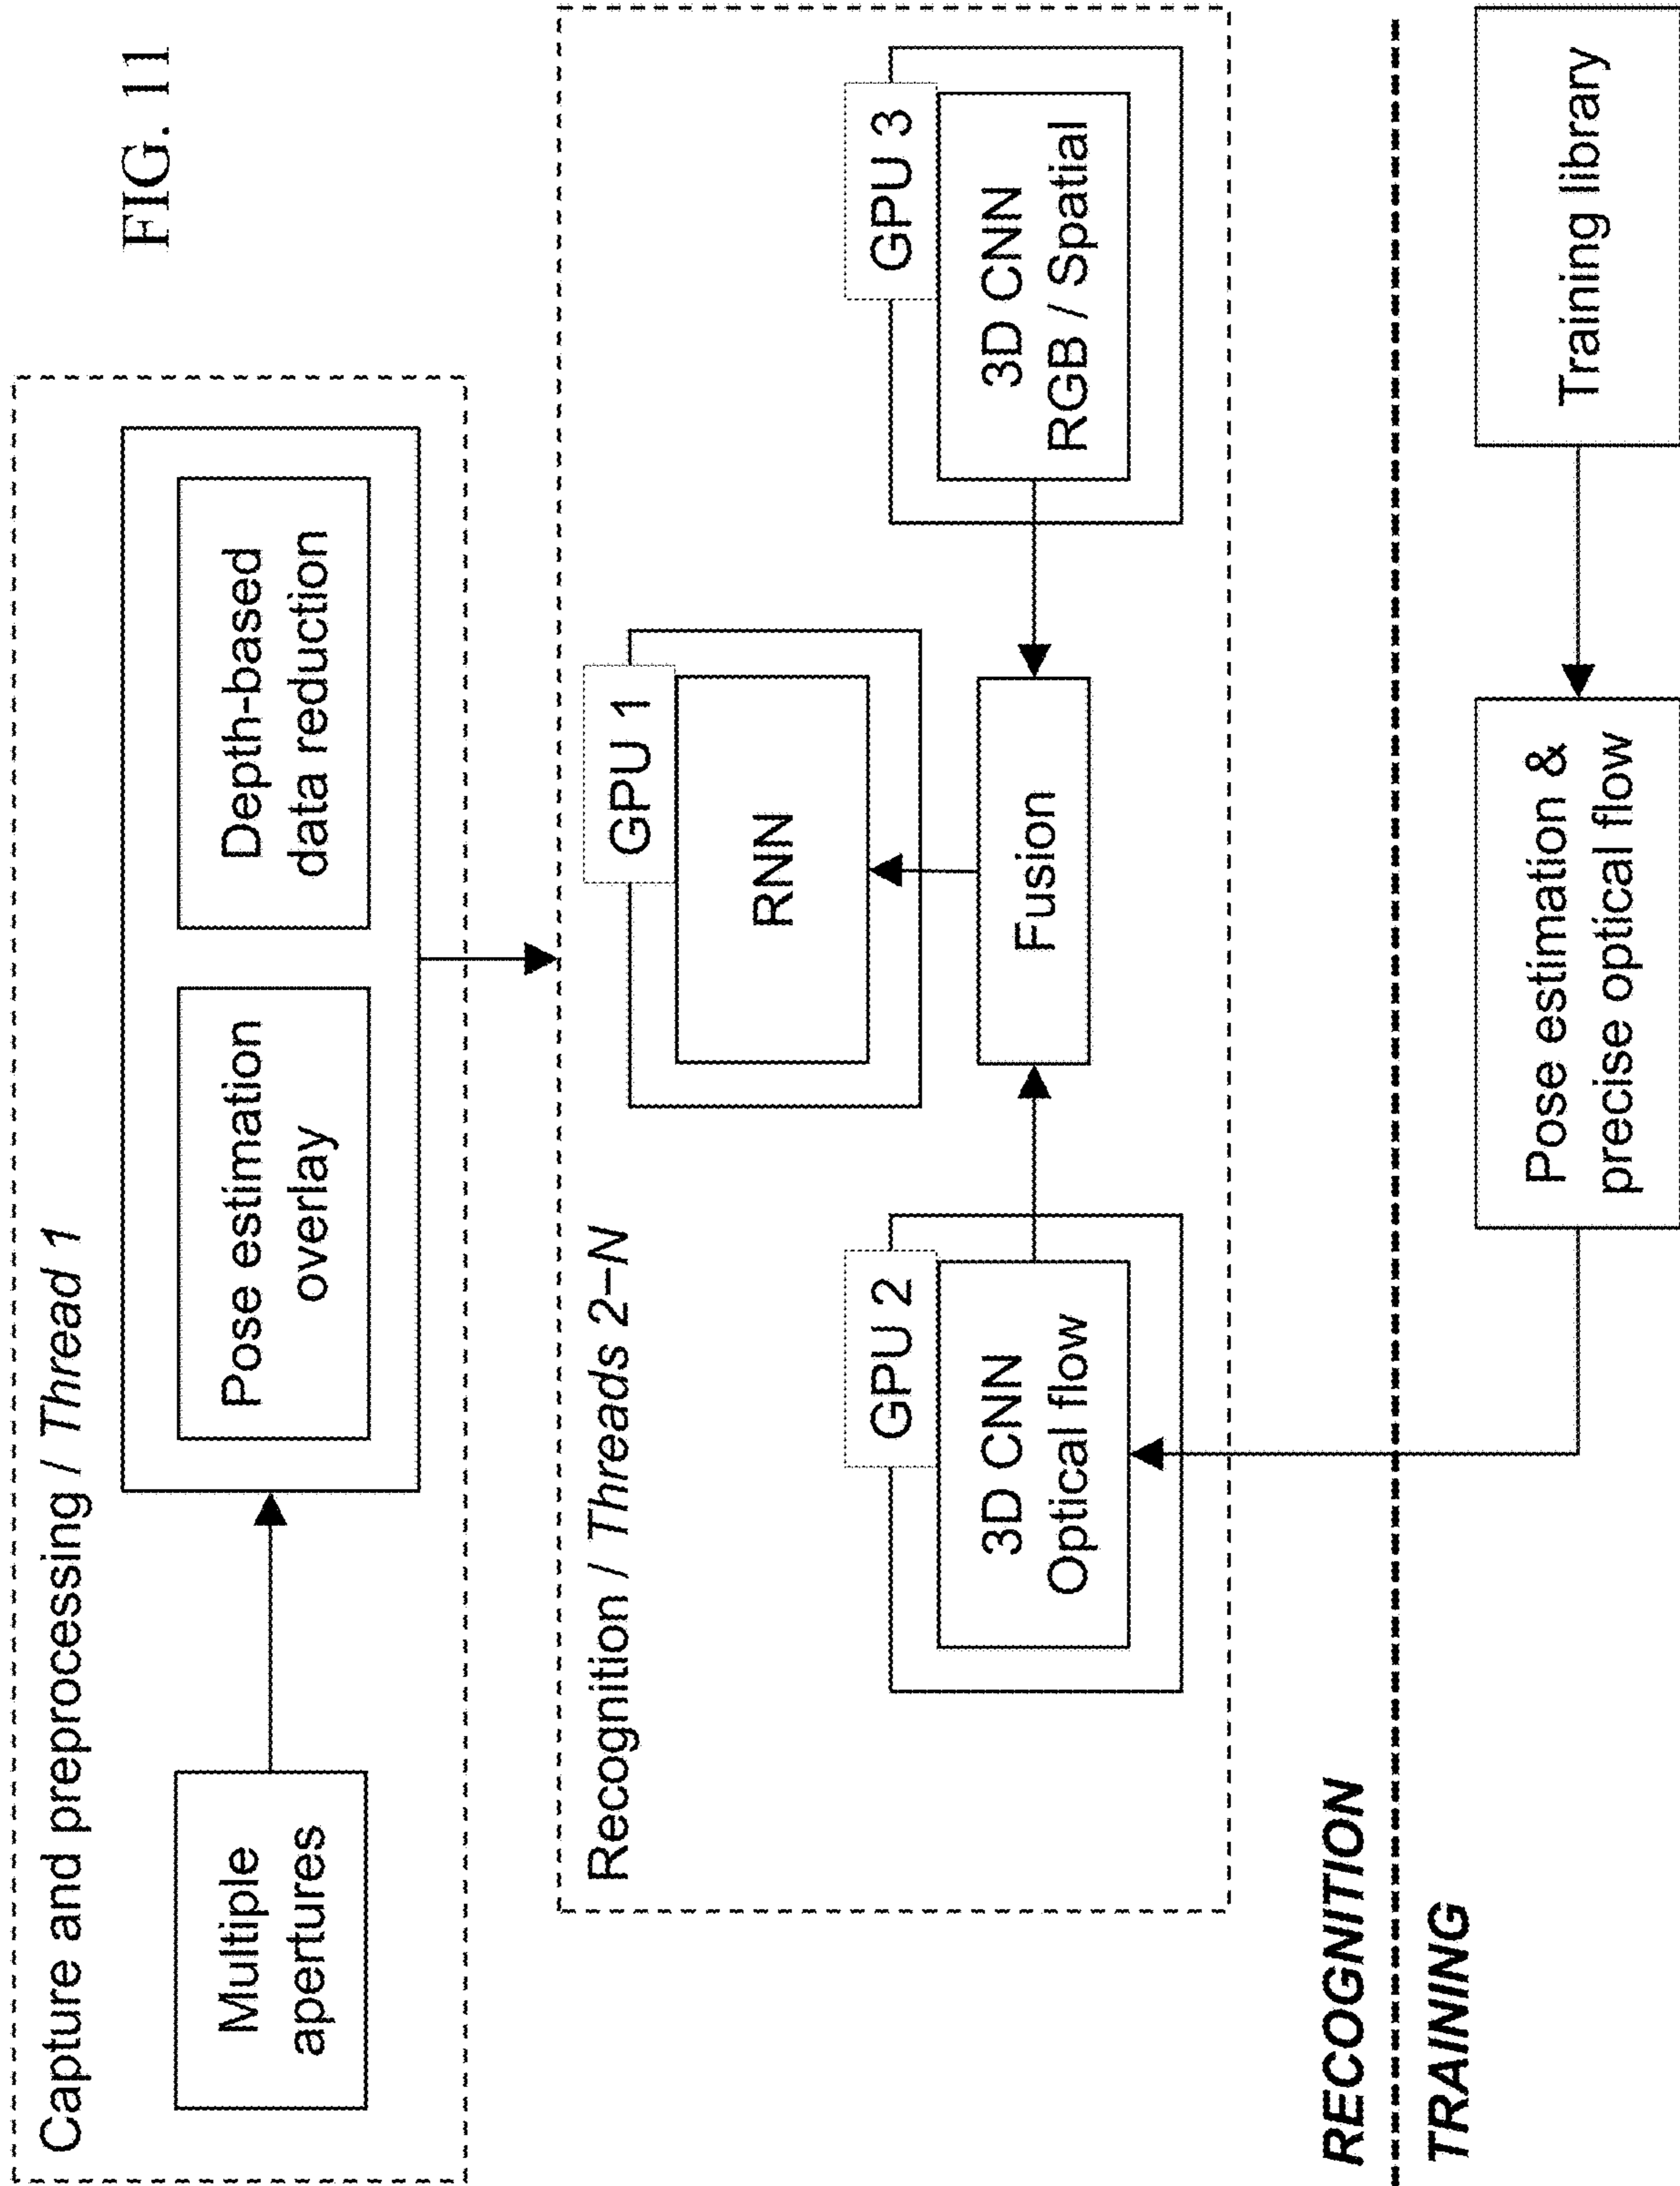 FIG. 11
Capture and preprocessing / Thread 1
Multiple
apertures
Pose estimation
overlay
Depth-based
data reduction
Recognition / Threads 2–N
GPU 1
RNN
GPU 2
3D CNN
Optical flow
Fusion
GPU 3
3D CNN
RGB / Spatial
RECOGNITION
TRAINING
Pose estimation &
precise optical flow
Training library